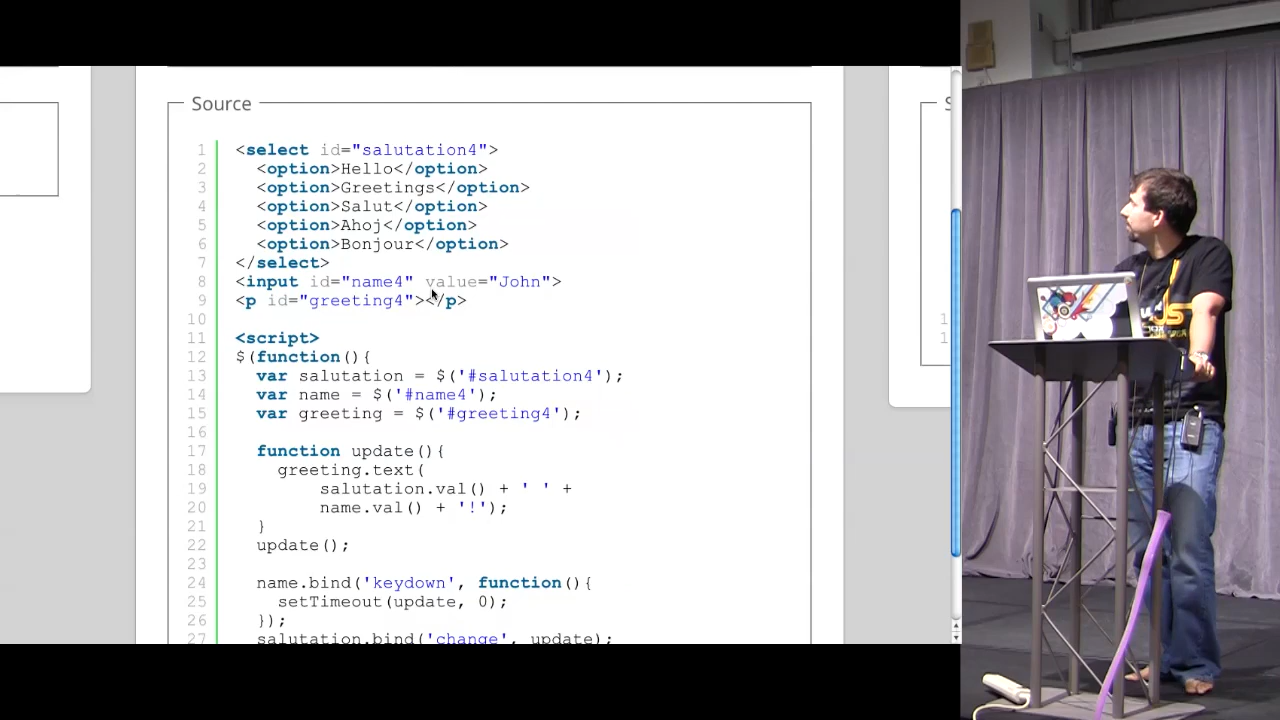 Source
1 <select id="salutation4">
2   <option>Hello</option>
3   <option>Greetings</option>
4   <option>Salut</option>
5   <option>Ahoj</option>
6   <option>Bonjour</option>
7 </select>
8 <input id="name4" value="John">
9 <p id="greeting4"></p>
10
11 <script>
12 $(function(){
13   var salutation = $('#salutation4');
14   var name = $('#name4');
15   var greeting = $('#greeting4');
16
17   function update(){
18     greeting.text(
19         salutation.val() + ' ' +
20         name.val() + '!');
21   }
22   update();
23
24   name.bind('keydown', function(){
25     setTimeout(update, 0);
26   });
27   salutation.bind('change', update);